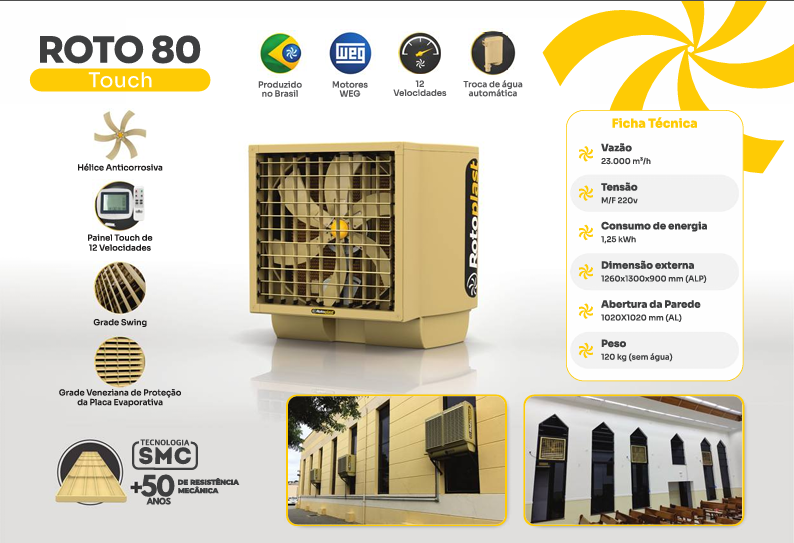 ROTO 80
Touch
Produzido
no Brasil
WEG
Motores
WEG
12
Velocidades
Troca de água
automática
Hélice Anticorrosiva
Painel Touch de
12 Velocidades
Grade Swing
Grade Veneziana de Proteção
da Placa Evaporativa
TECNOLOGIA
SMC
+50
ANOS
DE RESISTÊNCIA
MECÂNICA
Rotoplast
Rotoplast
Ficha Técnica
Vazão
23.000 m³/h
Tensão
M/F 220v
Consumo de energia
1,25 kWh
Dimensão externa
1260x1300x900 mm (ALP)
Abertura da Parede
1020X1020 mm (AL)
Peso
120 kg (sem água)